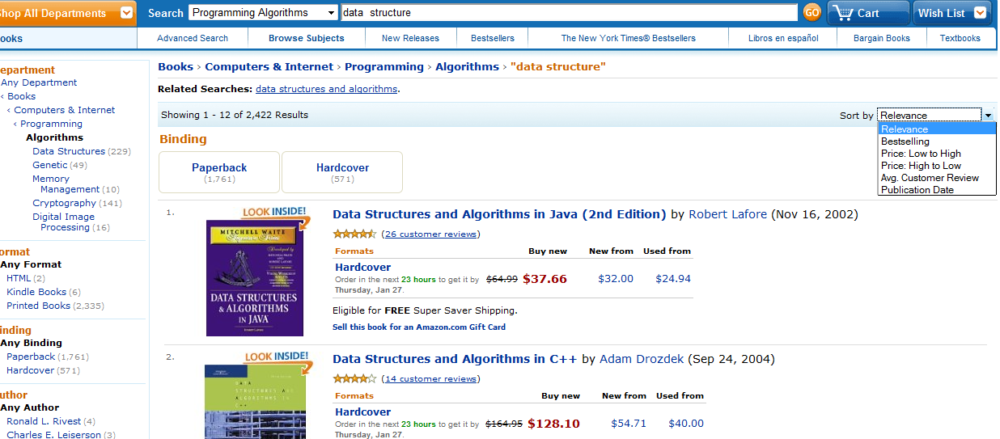 Shop All Departments
Search Programming Algorithms data structure GO Cart Wish List
Books Advanced Search Browse Subjects New Releases Bestsellers The New York Times® Bestsellers Libros en español Bargain Books Textbooks
Department
Any Department
‹ Books
‹ Computers & Internet
‹ Programming
Algorithms
Data Structures (229)
Genetic (49)
Memory
Management (10)
Cryptography (141)
Digital Image
Processing (16)
Format
Any Format
HTML (2)
Kindle Books (6)
Printed Books (2,335)
Binding
Any Binding
Paperback (1,761)
Hardcover (571)
Author
Any Author
Ronald L. Rivest (4)
Charles E. Leiserson (3)
Books › Computers & Internet › Programming › Algorithms › "data structure"
Related Searches: data structures and algorithms.
Showing 1 - 12 of 2,422 Results
Sort by Relevance
Relevance
Bestselling
Price: Low to High
Price: High to Low
Avg. Customer Review
Publication Date
Binding
Paperback
(1,761)
Hardcover
(571)
1.
LOOK INSIDE!
MITCHELL WAITE
DATA STRUCTURES
& ALGORITHMS
IN JAVA
Data Structures and Algorithms in Java (2nd Edition) by Robert Lafore (Nov 16, 2002)
(26 customer reviews)
Formats Buy new New from Used from
Hardcover
Order in the next 23 hours to get it by $64.99 $37.66 $32.00 $24.94
Thursday, Jan 27.
Eligible for FREE Super Saver Shipping.
Sell this book for an Amazon.com Gift Card
2.
LOOK INSIDE!
DATA
STRUCTURES AND
ALGORITHMS IN
C++
Data Structures and Algorithms in C++ by Adam Drozdek (Sep 24, 2004)
(14 customer reviews)
Formats Buy new New from Used from
Hardcover
Order in the next 23 hours to get it by $164.95 $128.10 $54.71 $40.00
Thursday, Jan 27.